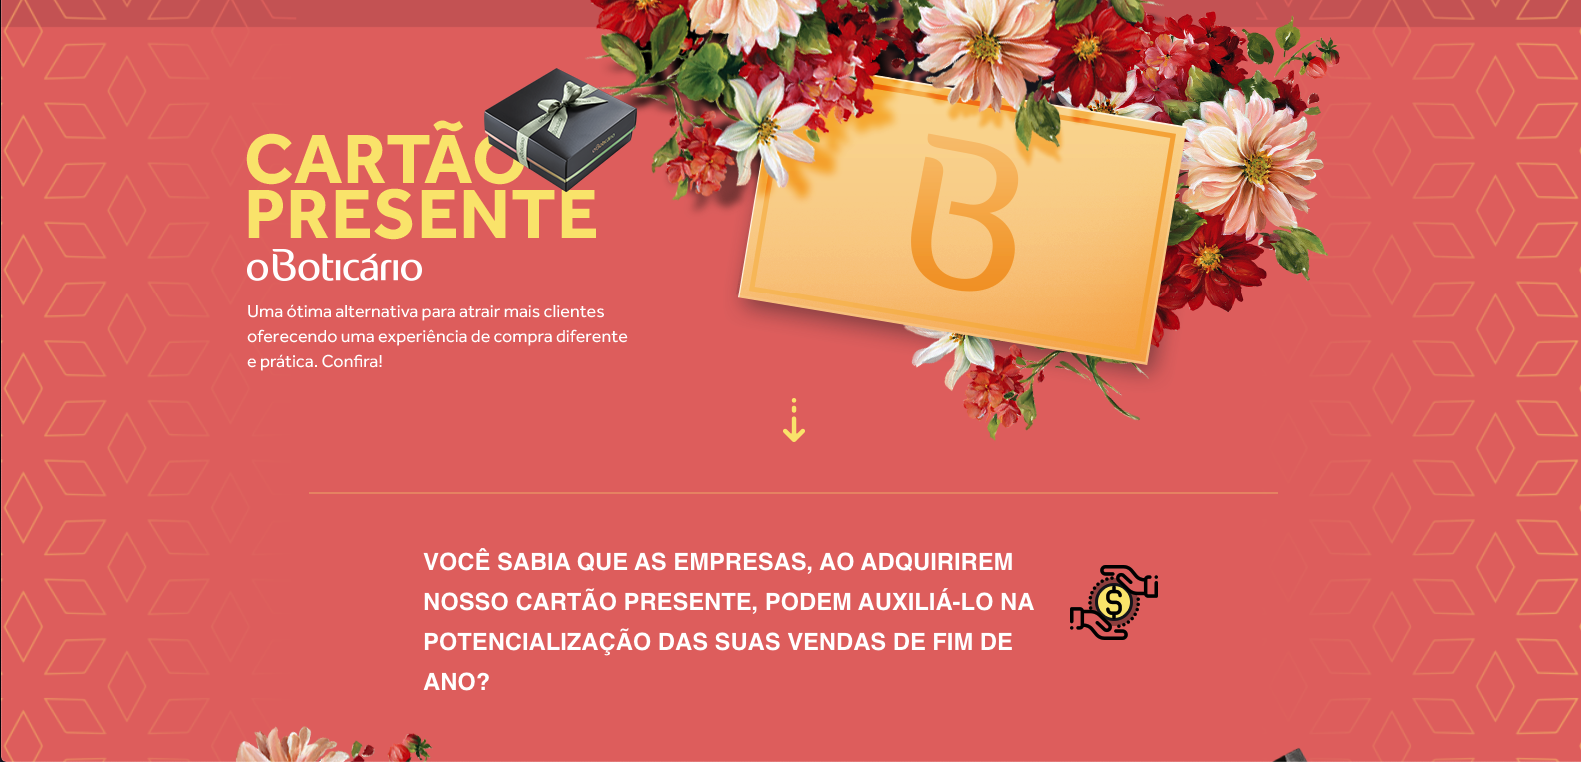 CARTÃO
PRESENTE
oBoticário
Uma ótima alternativa para atrair mais clientes
oferecendo uma experiência de compra diferente
e prática. Confira!
B
$
VOCÊ SABIA QUE AS EMPRESAS, AO ADQUIRIREM
NOSSO CARTÃO PRESENTE, PODEM AUXILIÁ-LO NA
POTENCIALIZAÇÃO DAS SUAS VENDAS DE FIM DE
ANO?